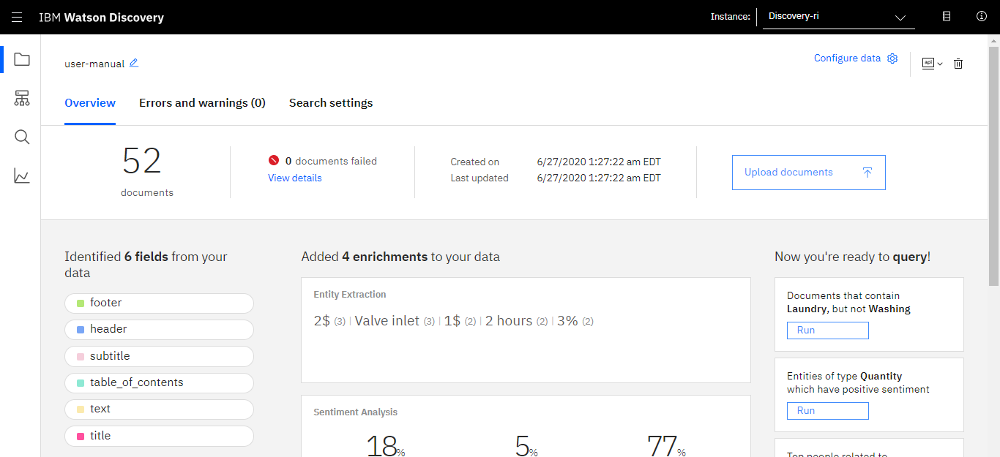 IBM Watson Discovery
Instance:
Discovery-ri
user-manual
Configure data
api
Overview
Errors and warnings (0)
Search settings
52
documents
0 documents failed
View details
Created on 6/27/2020 1:27:22 am EDT
Last updated 6/27/2020 1:27:22 am EDT
Upload documents
Identified 6 fields from your
data
footer
header
subtitle
table_of_contents
text
title
Added 4 enrichments to your data
Entity Extraction
2$ (3) | Valve inlet (3) | 1$ (2) | 2 hours (2) | 3% (2)
Sentiment Analysis
18%
5%
77%
Now you're ready to query!
Documents that contain
Laundry, but not Washing
Run
Entities of type Quantity
which have positive sentiment
Run
Top people related to